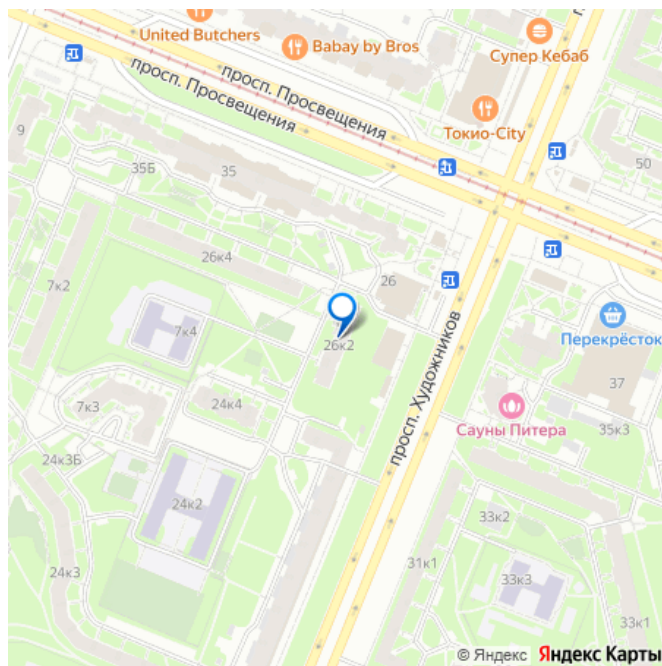 United Butchers
Babay by Bros
Супер Кебаб
просп. Просвещения
просп. Просвещения
Токио-City
9
35Б
35
50
26к4
7к2
26
7к4
26к2
Перекрёсток
просп. Художников
37
7к3
24к4
Сауны Питера
35к3
24к3Б
24к2
33к2
24к3
31к1
33к3
33к1
© Яндекс Яндекс Карты